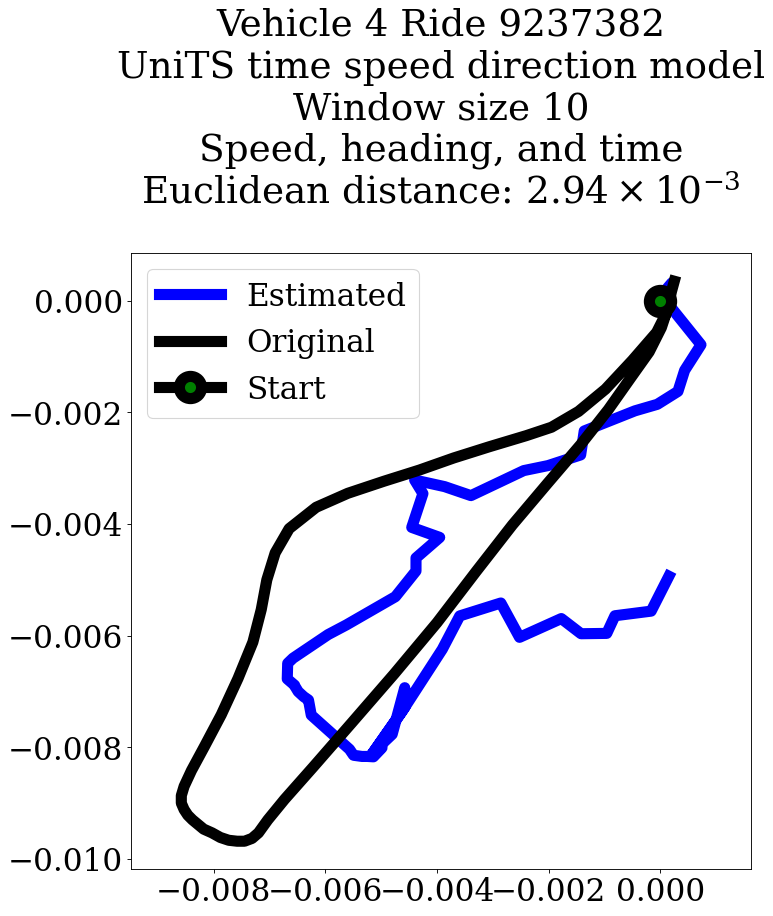 Vehicle 4 Ride 9237382
UniTS time speed direction model
Window size 10
Speed, heading, and time
Euclidean distance: 2.94 × 10⁻³
Estimated
Original
Start
0.000
−0.002
−0.004
−0.006
−0.008
−0.010
−0.008 −0.006 −0.004 −0.002 0.000